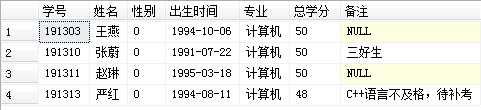 学号 姓名 性别 出生时间 专业 总学分 备注
1 191303 王燕 0 1994-10-06 计算机 50 NULL
2 191310 张蔚 0 1991-07-22 计算机 50 三好生
3 191311 赵琳 0 1995-03-18 计算机 50 NULL
4 191313 严红 0 1994-08-11 计算机 48 C++语言不及格，待补考